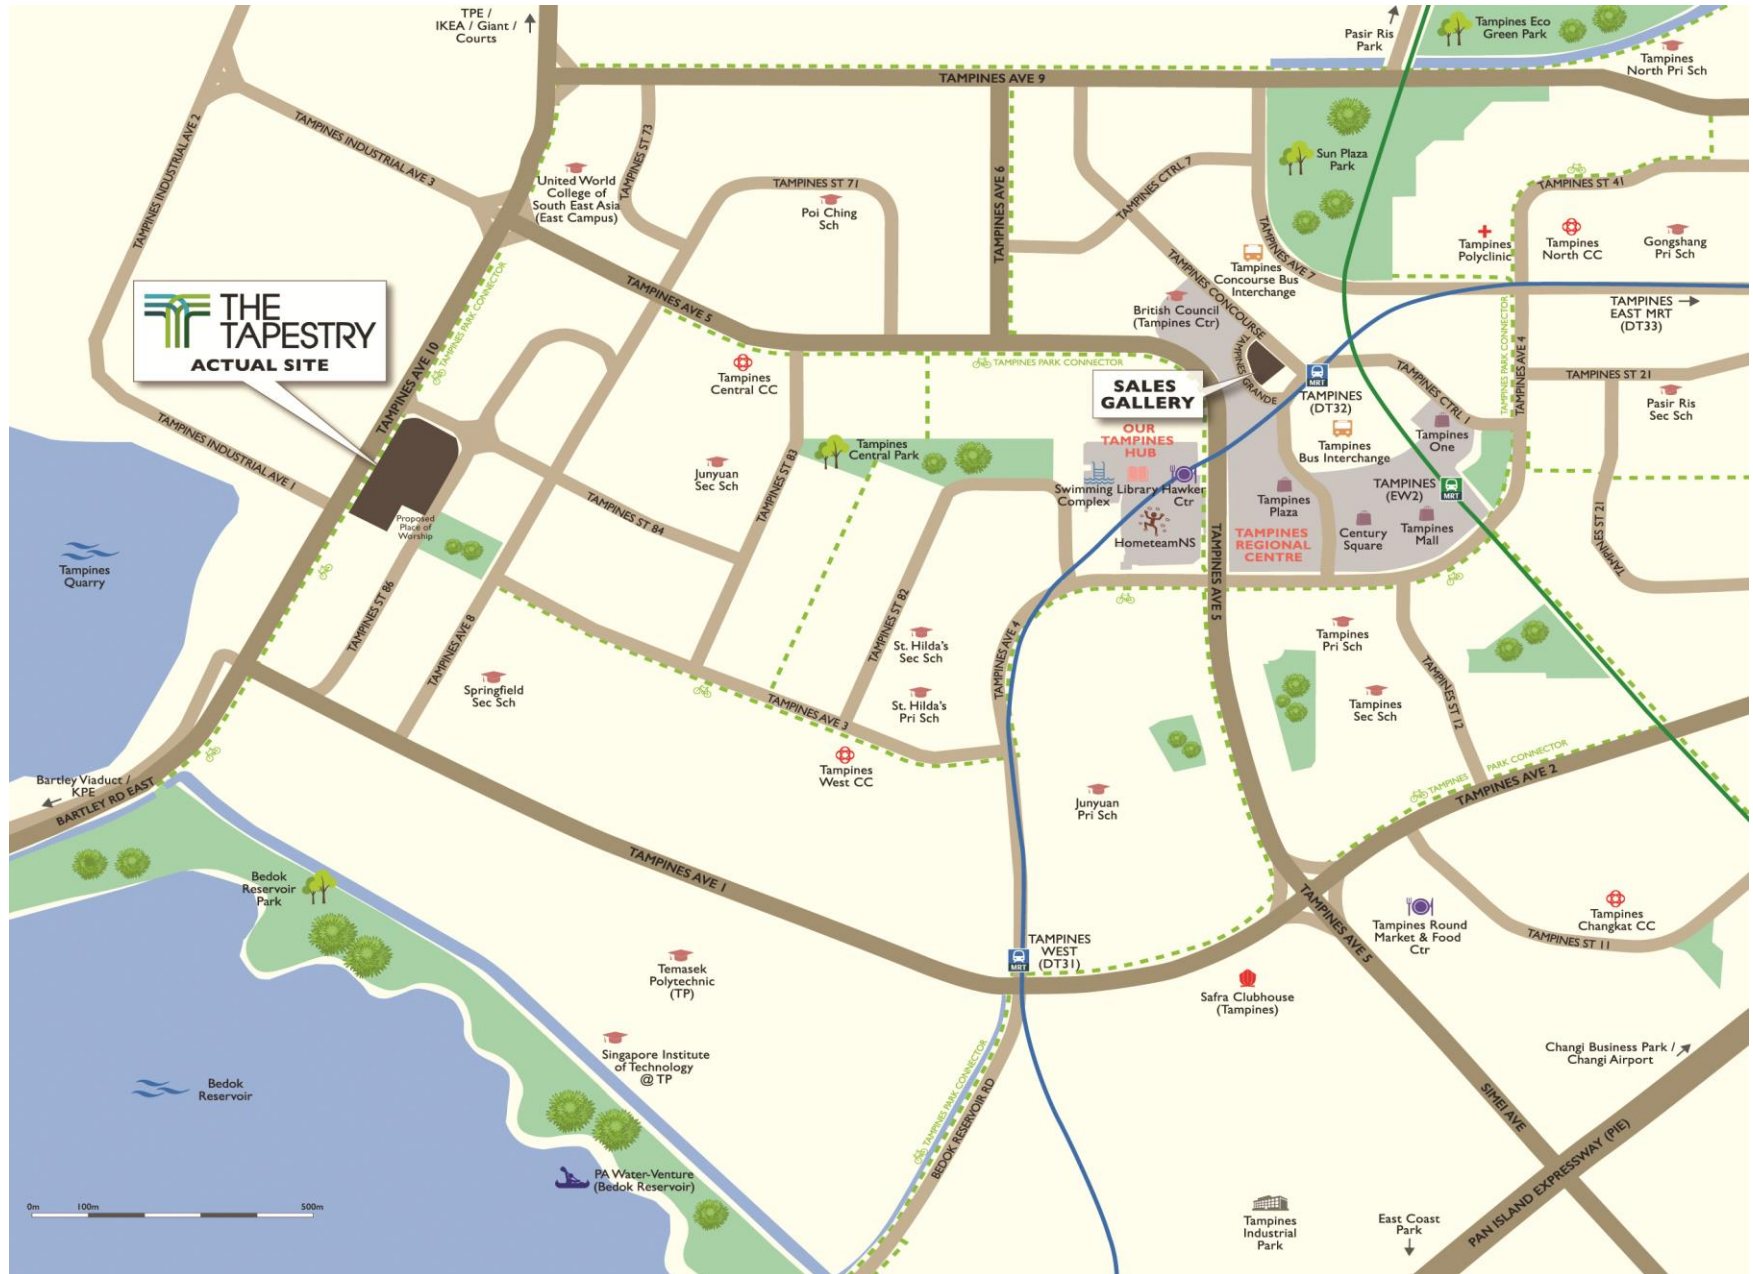 TPE /
IKEA / Giant /
Courts
Pasir Ris
Park
Tampines Eco
Green Park
Tampines
North Pri Sch
TAMPINES AVE 9
TAMPINES INDUSTRIAL AVE 2
TAMPINES INDUSTRIAL AVE 3
TAMPINES ST 73
United World
College of
South East Asia
(East Campus)
TAMPINES ST 71
Poi Ching
Sch
TAMPINES AVE 6
TAMPINES CTRL 7
Sun Plaza
Park
TAMPINES ST 41
Tampines
Polyclinic
Tampines
North CC
Gongshang
Pri Sch
TAMPINES AVE 7
Tampines
Concourse Bus
Interchange
TAMPINES CONCOURSE
British Council
(Tampines Ctr)
TAMPINES
EAST MRT
(DT33)
THE
TAPESTRY
ACTUAL SITE
TAMPINES PARK CONNECTOR
TAMPINES AVE 10
TAMPINES AVE 5
TAMPINES PARK CONNECTOR
TAMPINES GRANDE
SALES
GALLERY
MRT
TAMPINES
(DT32)
TAMPINES CTRL 1
TAMPINES PARK CONNECTOR
TAMPINES AVE 4
TAMPINES ST 21
Pasir Ris
Sec Sch
Tampines
Central CC
TAMPINES INDUSTRIAL AVE 1
OUR
TAMPINES
HUB
Tampines
Bus Interchange
Tampines
One
Junyuan
Sec Sch
TAMPINES ST 83
Tampines
Central Park
Swimming
Complex
Library
Hawker
Ctr
HometeamNS
Tampines
Plaza
TAMPINES
(EW2)
MRT
Century
Square
Tampines
Mall
TAMPINES
REGIONAL
CENTRE
TAMPINES ST 21
Proposed
Place of
Worship
TAMPINES ST 84
Tampines
Quarry
TAMPINES ST 86
TAMPINES AVE 8
TAMPINES ST 82
TAMPINES AVE 5
St. Hilda's
Sec Sch
TAMPINES AVE 4
Tampines
Pri Sch
Springfield
Sec Sch
TAMPINES AVE 3
St. Hilda's
Pri Sch
Tampines
Sec Sch
TAMPINES ST 12
Tampines
West CC
Bartley Viaduct /
KPE
BARTLEY RD EAST
Junyuan
Pri Sch
TAMPINES PARK CONNECTOR
TAMPINES AVE 2
TAMPINES AVE 1
Bedok
Reservoir
Park
TAMPINES AVE 5
Tampines Round
Market & Food
Ctr
Tampines
Changkat CC
TAMPINES ST 11
TAMPINES
WEST
(DT31)
MRT
Temasek
Polytechnic
(TP)
Safra Clubhouse
(Tampines)
Singapore Institute
of Technology
@ TP
TAMPINES PARK CONNECTOR
Changi Business Park /
Changi Airport
Bedok
Reservoir
BEDOK RESERVOIR RD
SIMEI AVE
PA Water-Venture
(Bedok Reservoir)
PAN ISLAND EXPRESSWAY (PIE)
0m 100m 500m
Tampines
Industrial
Park
East Coast
Park